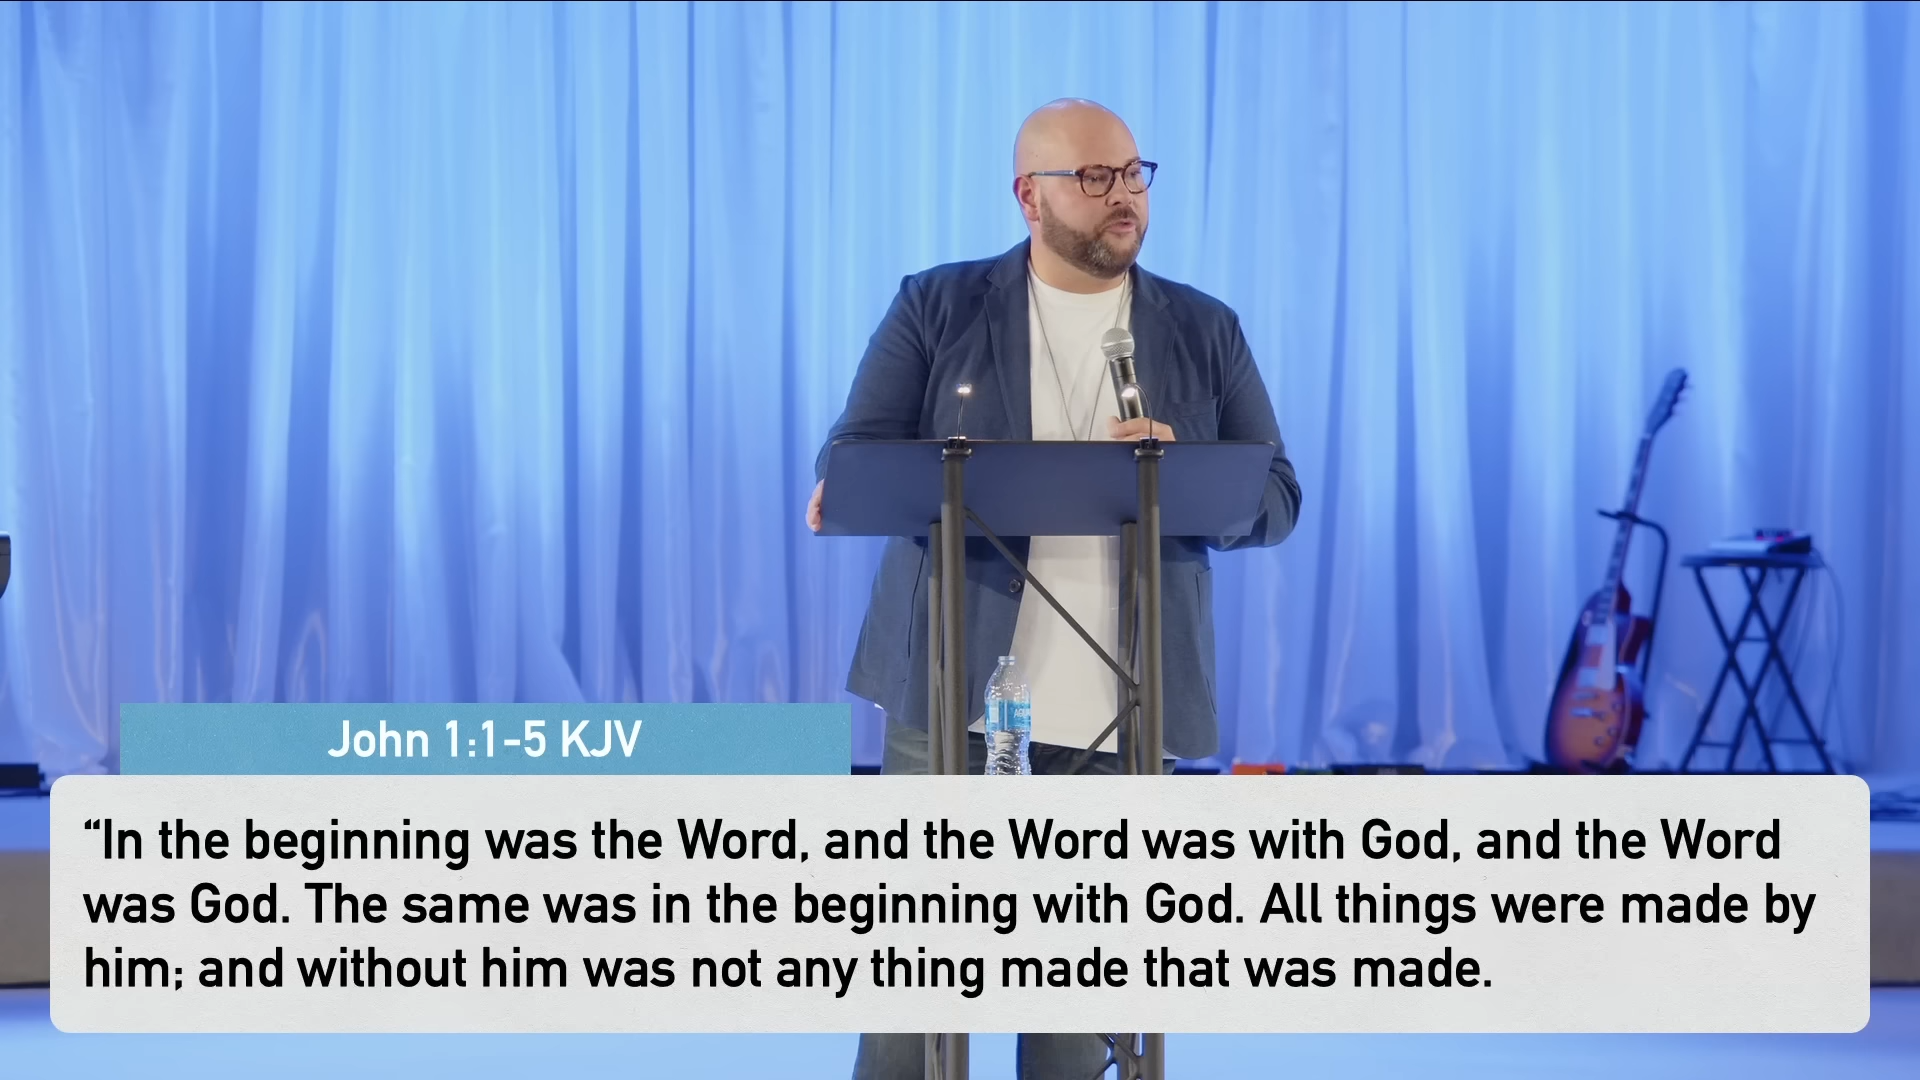 John 1:1-5 KJV
“In the beginning was the Word, and the Word was with God, and the Word
was God. The same was in the beginning with God. All things were made by
him; and without him was not any thing made that was made.